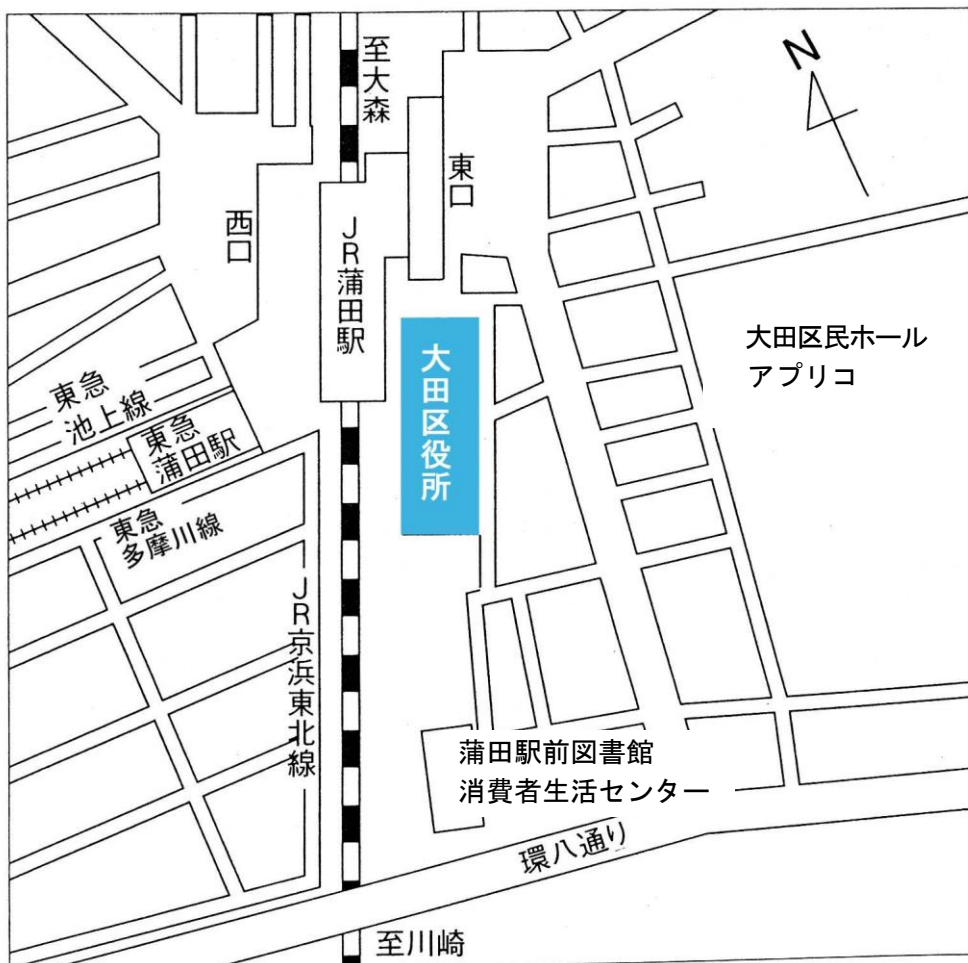 至大森
N
東口
西口
JR蒲田駅
大田区役所
大田区民ホール
アプリコ
東急
池上線
東急
蒲田駅
東急
多摩川線
JR京浜東北線
蒲田駅前図書館
消費者生活センター
環八通り
至川崎